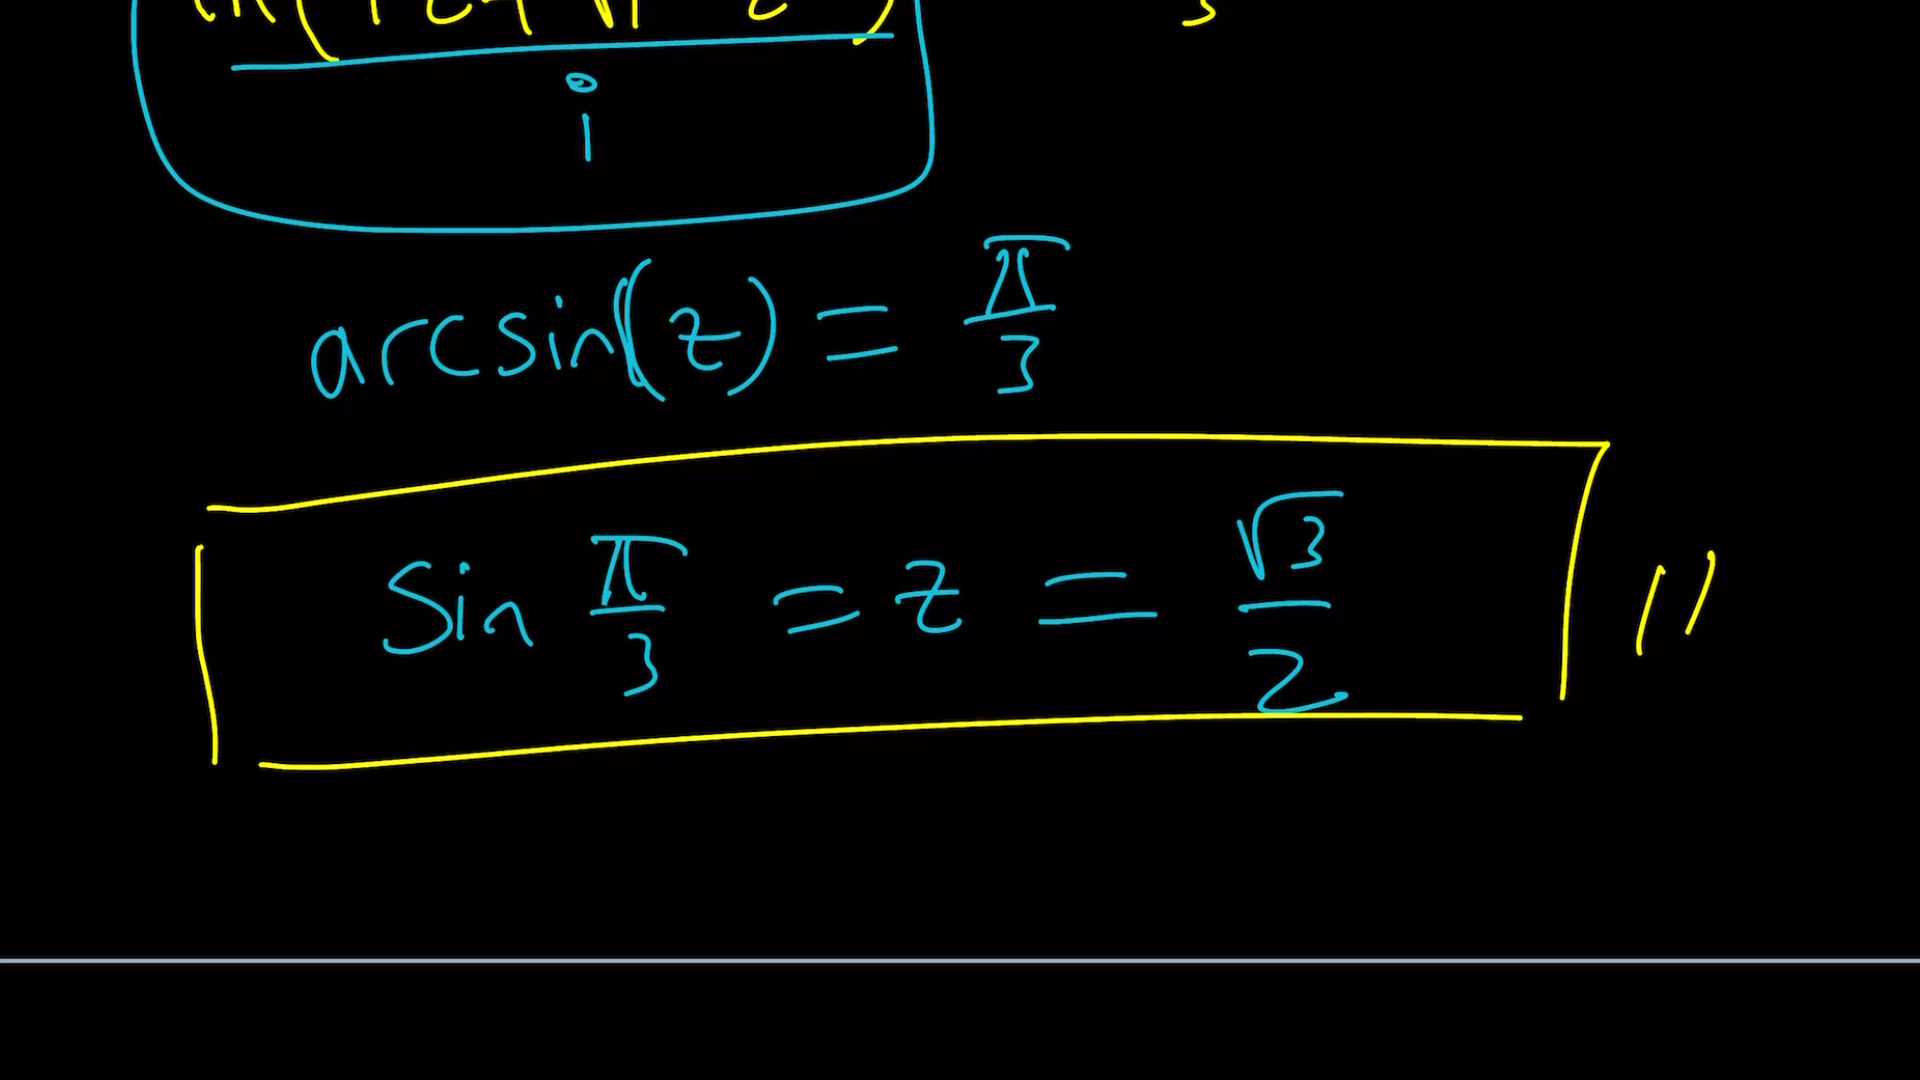 i
arcsin(z) = π/3
Sin π/3 = z = √3/2